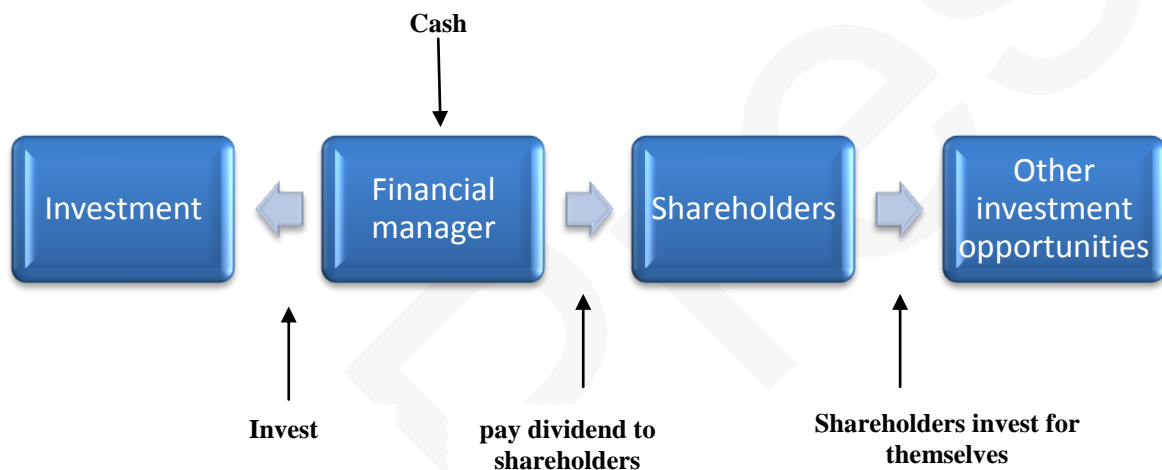 Cash
Investment
Financial
manager
Shareholders
Other
investment
opportunities
Invest
pay dividend to
shareholders
Shareholders invest for
themselves